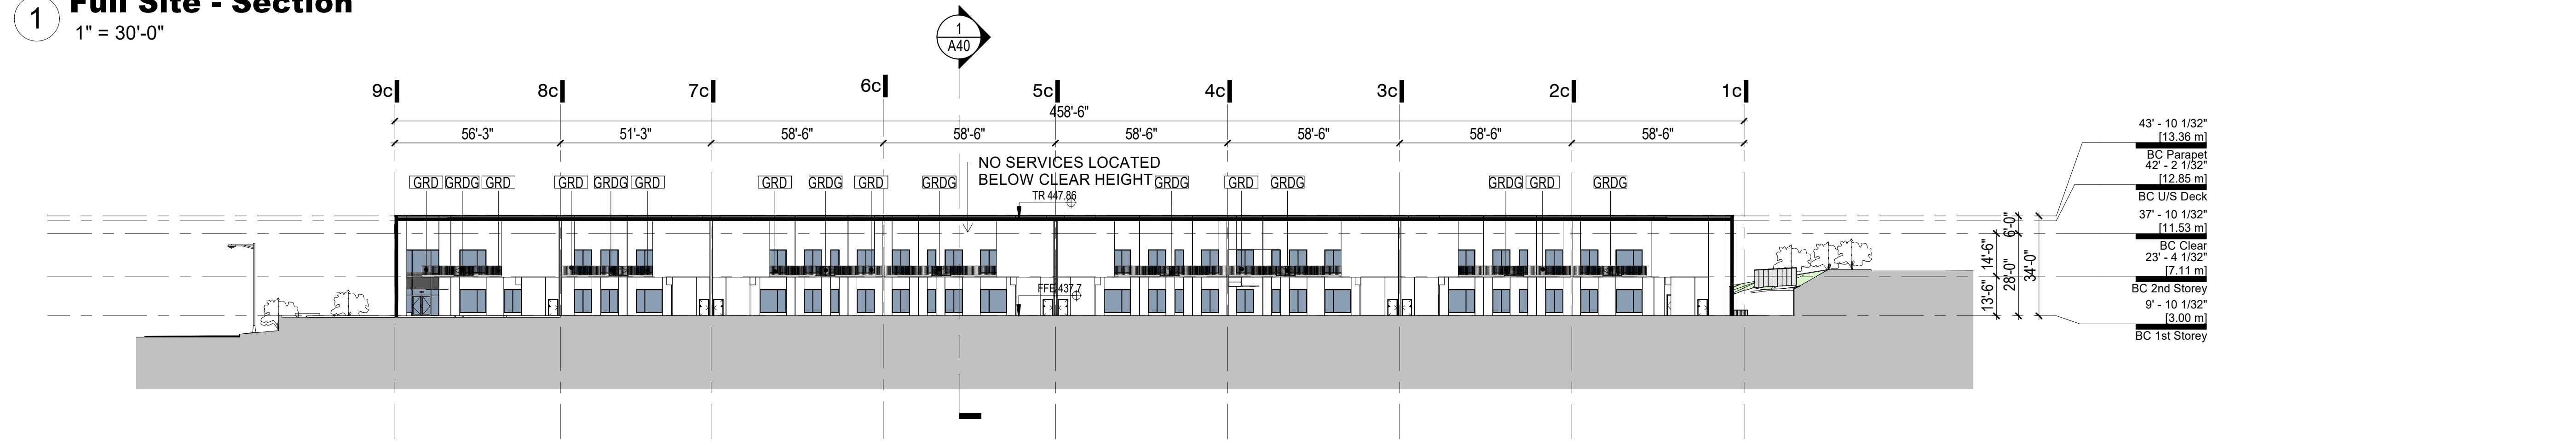 1 Full Site - Section
1" = 30'-0"
1
A40
9c 8c 7c 6c 5c 4c 3c 2c 1c
458'-6"
56'-3" 51'-3" 58'-6" 58'-6" 58'-6" 58'-6" 58'-6" 58'-6"
NO SERVICES LOCATED
BELOW CLEAR HEIGHT
GRD GRDG GRD GRD GRDG GRD GRD GRDG GRD GRDG GRDG GRD GRDG GRDG GRD GRDG
TR 447.86
FFE 437.7
13'-6" 14'-6" 6'-0"
28'-0"
34'-0"
43' - 10 1/32"
[13.36 m]
BC Parapet
42' - 2 1/32"
[12.85 m]
BC U/S Deck
37' - 10 1/32"
[11.53 m]
BC Clear
23' - 4 1/32"
[7.11 m]
BC 2nd Storey
9' - 10 1/32"
[3.00 m]
BC 1st Storey